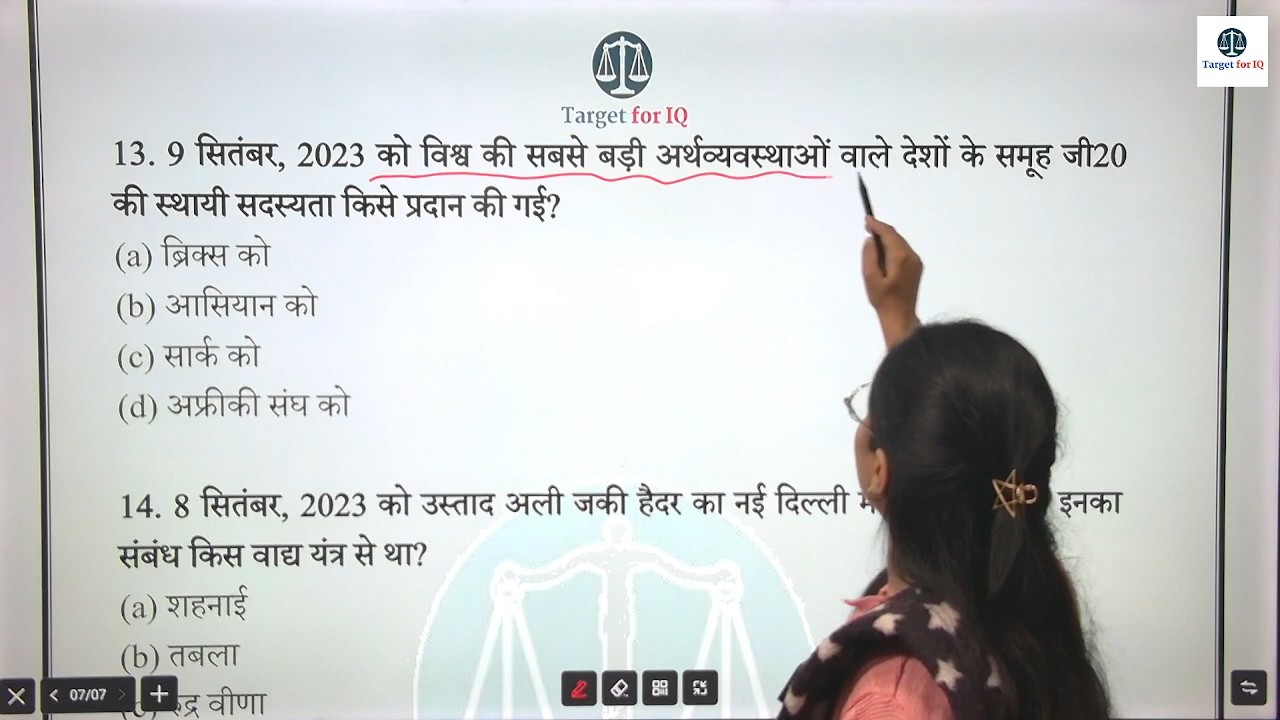 Target for IQ
Target for IQ
13. 9 सितंबर, 2023 को विश्व की सबसे बड़ी अर्थव्यवस्थाओं वाले देशों के समूह जी20
की स्थायी सदस्यता किसे प्रदान की गई?
(a) ब्रिक्स को
(b) आसियान को
(c) सार्क को
(d) अफ्रीकी संघ को
14. 8 सितंबर, 2023 को उस्ताद अली जकी हैदर का नई दिल्ली इनका
संबंध किस वाद्य यंत्र से था?
(a) शहनाई
(b) तबला
वीणा
07/07